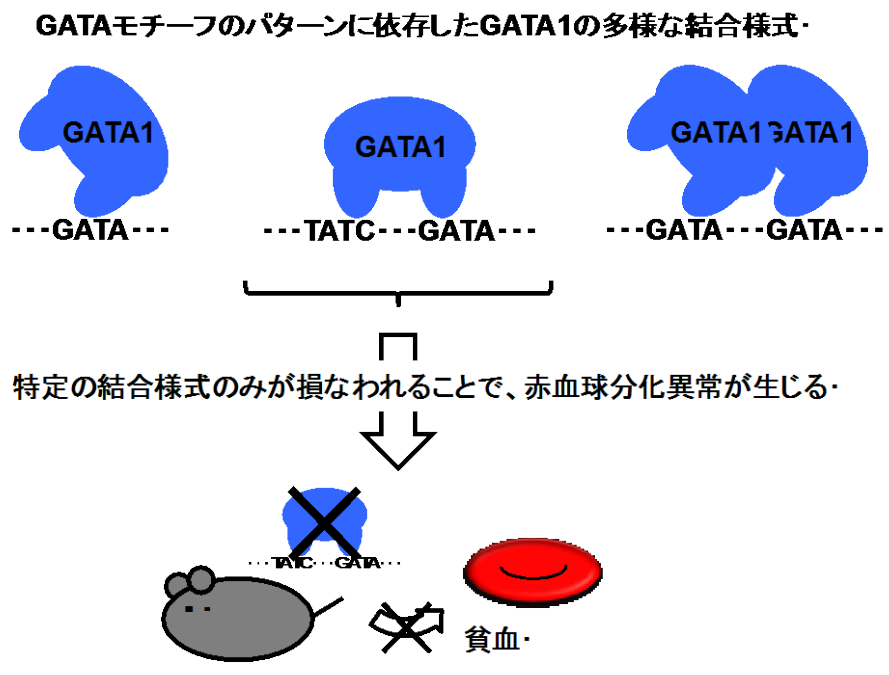 GATAモチーフのパターンに依存したGATA1の多様な結合様式・
GATA1
GATA1
GATA1
GATA1
---GATA---
---TATC---GATA---
---GATA---GATA---
特定の結合様式のみが損なわれることで、赤血球分化異常が生じる・
···TATC···GATA···
貧血・